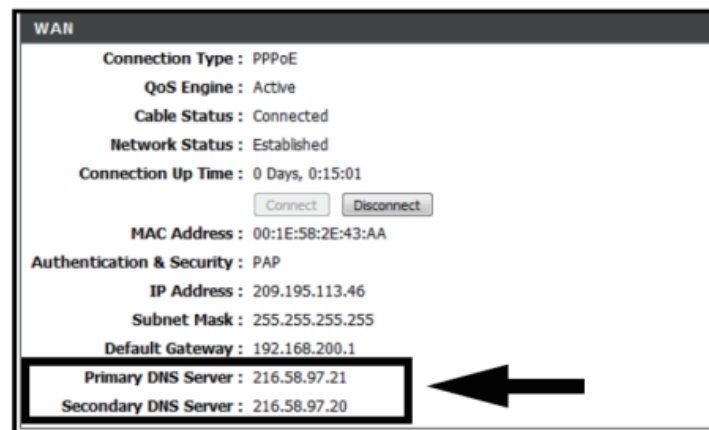 WAN
Connection Type : PPPoE
QoS Engine : Active
Cable Status : Connected
Network Status : Established
Connection Up Time : 0 Days, 0:15:01
Connect Disconnect
MAC Address : 00:1E:58:2E:43:AA
Authentication & Security : PAP
IP Address : 209.195.113.46
Subnet Mask : 255.255.255.255
Default Gateway : 192.168.200.1
Primary DNS Server : 216.58.97.21
Secondary DNS Server : 216.58.97.20